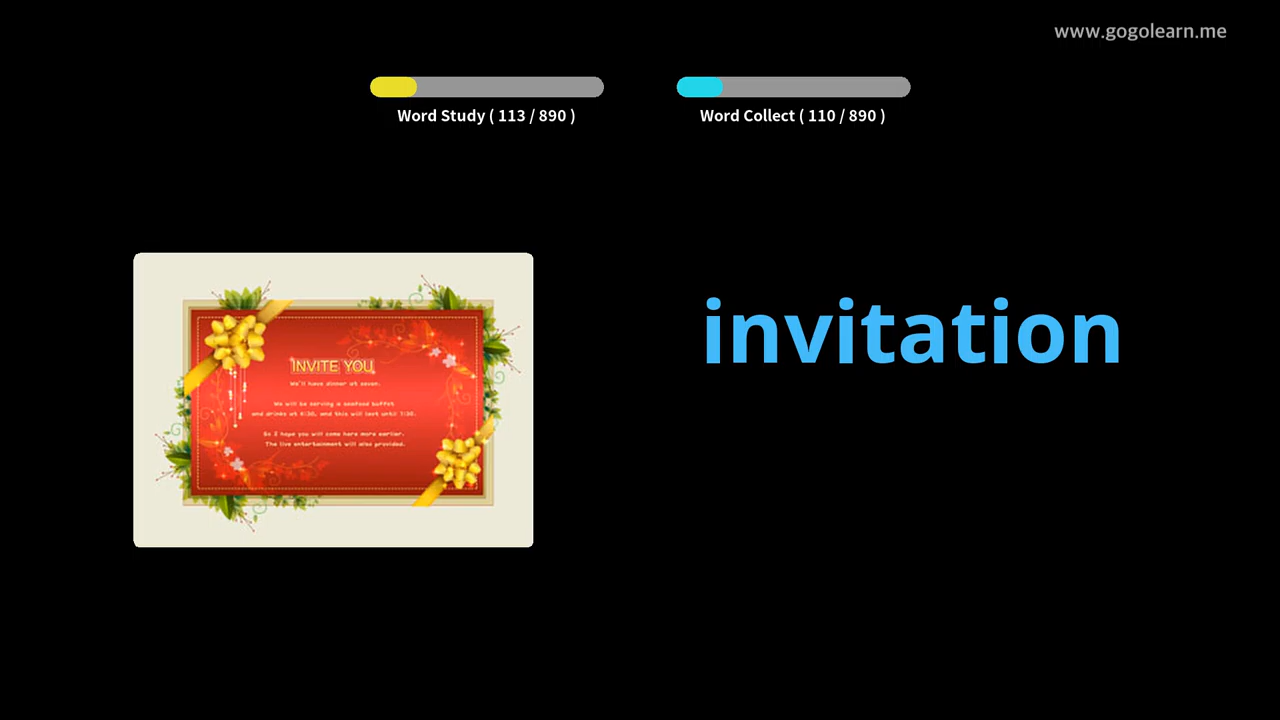 www.gogolearn.me
Word Study ( 113 / 890 )
Word Collect ( 110 / 890 )
invitation
INVITE YOU
We'll have dinner at seven.
We will be serving a seafood buffet
and drinks at 6:30, and this will last until 7:30.
So I hope you will come here more earlier.
The live entertainment will also provided.